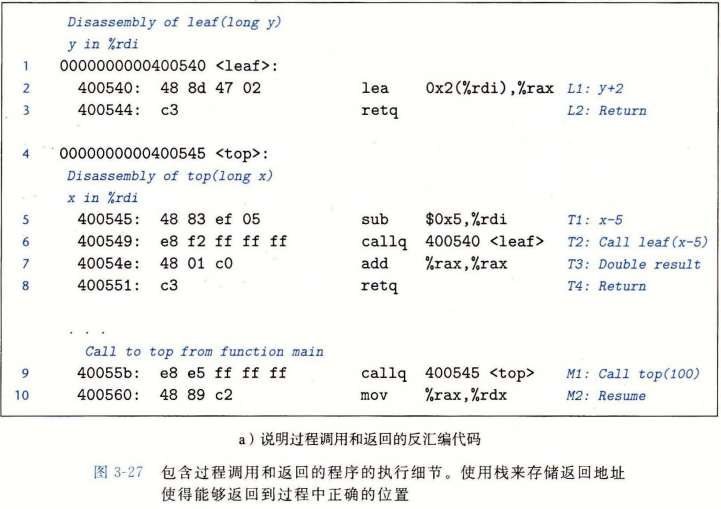 Disassembly of leaf(long y)
y in %rdi
1 0000000000400540 <leaf>:
2 400540: 48 8d 47 02 lea 0x2(%rdi),%rax L1: y+2
3 400544: c3 retq L2: Return
4 0000000000400545 <top>:
Disassembly of top(long x)
x in %rdi
5 400545: 48 83 ef 05 sub $0x5,%rdi T1: x-5
6 400549: e8 f2 ff ff ff callq 400540 <leaf> T2: Call leaf(x-5)
7 40054e: 48 01 c0 add %rax,%rax T3: Double result
8 400551: c3 retq T4: Return
. . .
Call to top from function main
9 40055b: e8 e5 ff ff ff callq 400545 <top> M1: Call top(100)
10 400560: 48 89 c2 mov %rax,%rdx M2: Resume
a）说明过程调用和返回的反汇编代码
图 3-27 包含过程调用和返回的程序的执行细节。使用栈来存储返回地址
使得能够返回到过程中正确的位置